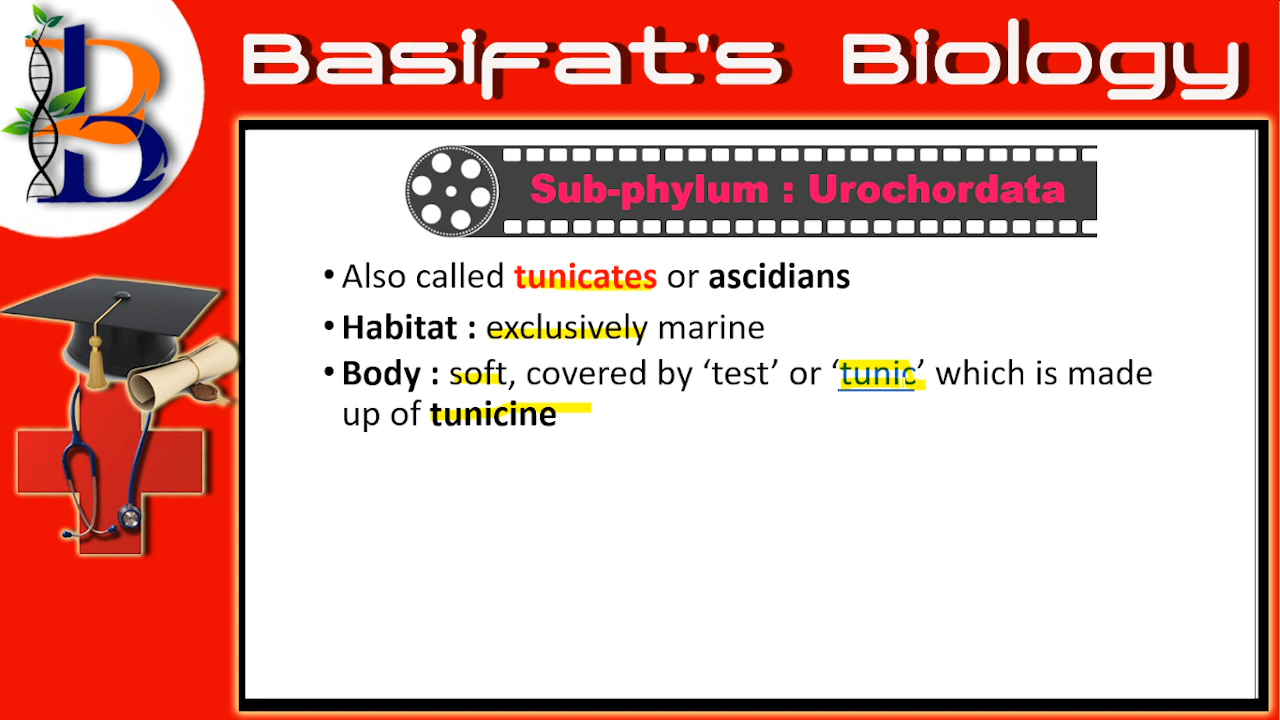 Basifat's Biology
Sub-phylum : Urochordata
• Also called tunicates or ascidians
• Habitat : exclusively marine
• Body : soft, covered by ‘test’ or ‘tunic’ which is made
up of tunicine